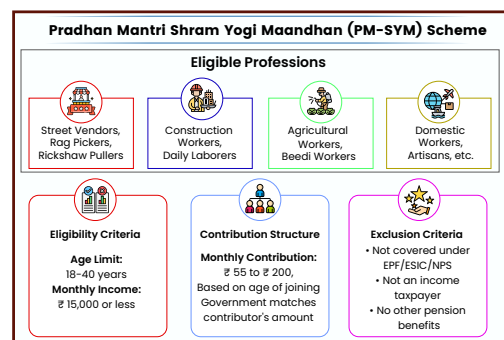 Pradhan Mantri Shram Yogi Maandhan (PM-SYM) Scheme
Eligible Professions
Street Vendors,
Rag Pickers,
Rickshaw Pullers
Construction
Workers,
Daily Laborers
Agricultural
Workers,
Beedi Workers
Domestic
Workers,
Artisans, etc.
Eligibility Criteria
Age Limit:
18-40 years
Monthly Income:
₹ 15,000 or less
Contribution Structure
Monthly Contribution:
₹ 55 to ₹ 200,
Based on age of joining
Government matches
contributor's amount
Exclusion Criteria
• Not covered under
EPF/ESIC/NPS
• Not an income
taxpayer
• No other pension
benefits